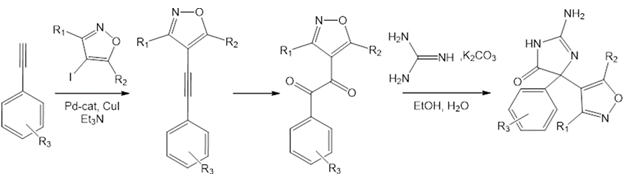 R₁ N O I R₂
Pd-cat, CuI
Et₃N
R₃
N O
R₁ R₂
R₃
N O
R₁ R₂
O O
R₃
H₂N
NH ,K₂CO₃
H₂N
EtOH, H₂O
NH₂
HN N
O R₂
O
N
R₃ R₁